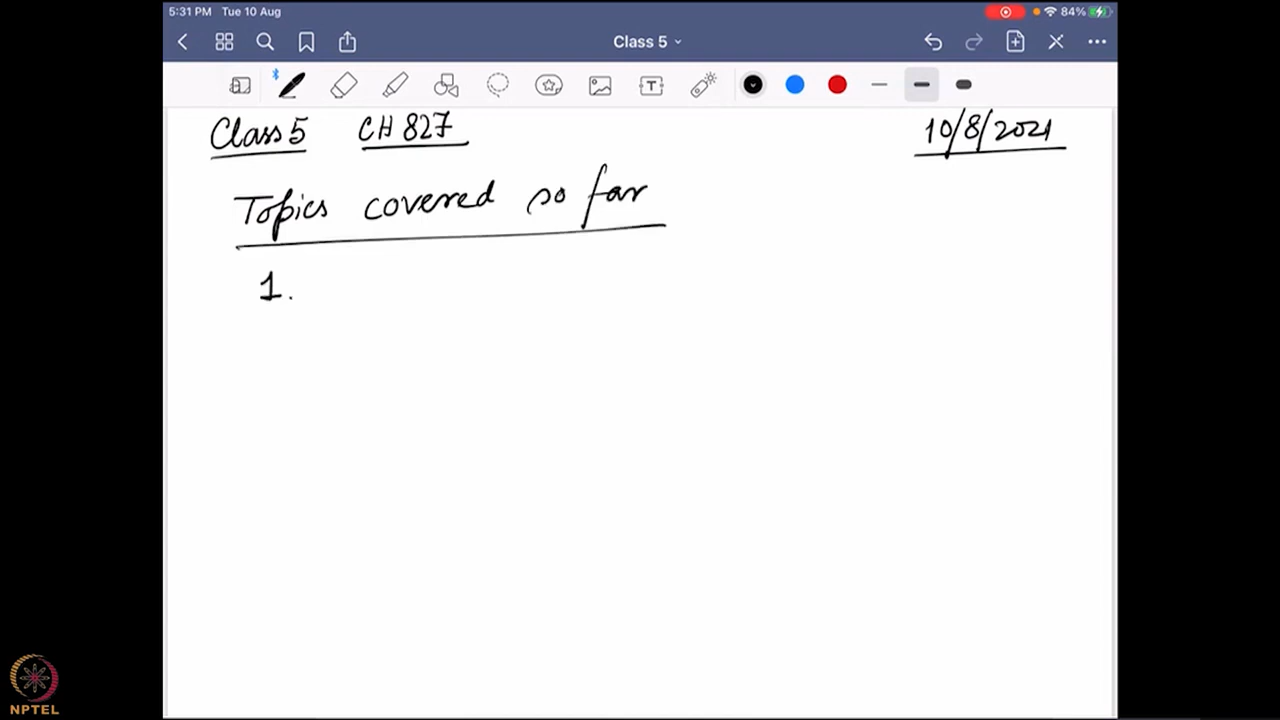 5:31 PM Tue 10 Aug 84%
Class 5
Class 5 CH 827 10/8/2021
Topics covered so far
1.
NPTEL